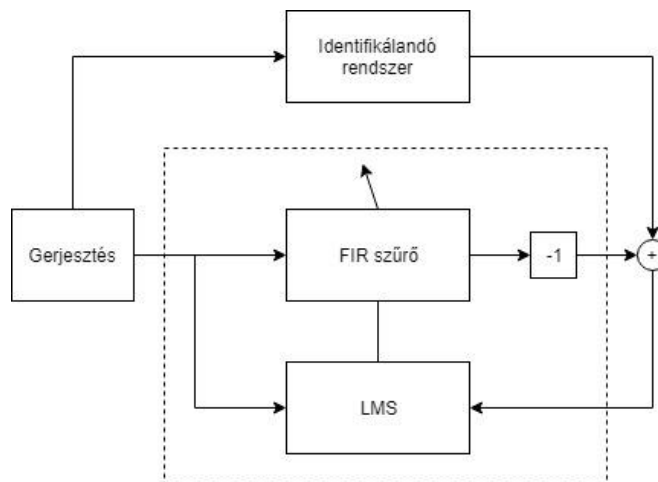 Identifikálandó
rendszer
Gerjesztés
FIR szűrő
-1
+
LMS